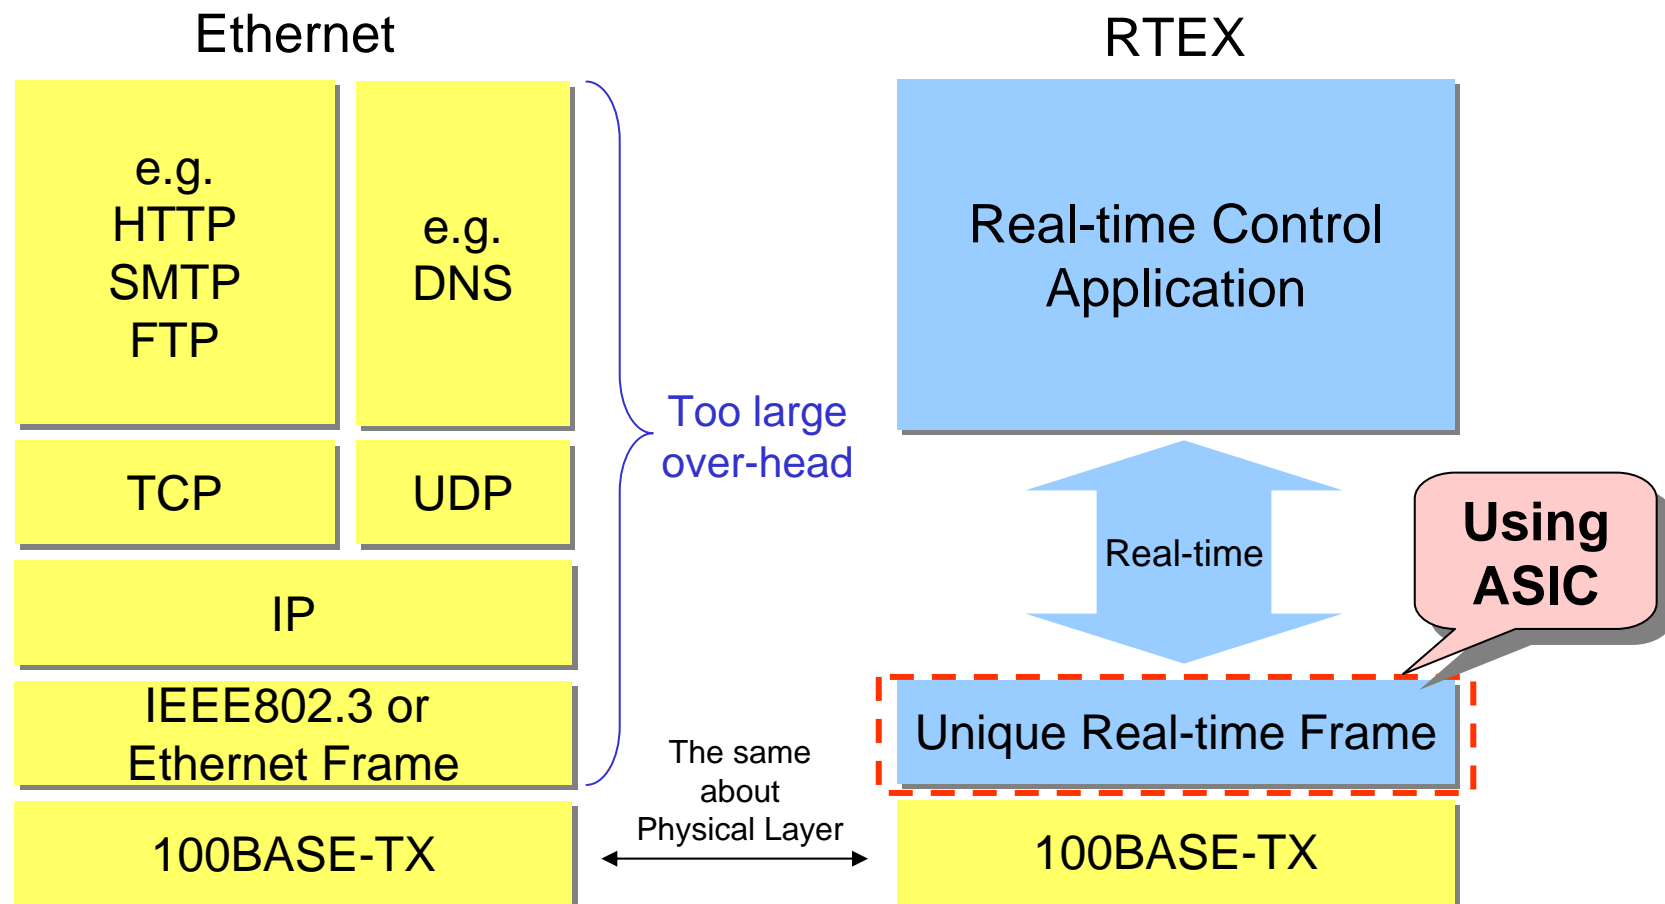 Ethernet
e.g.
HTTP
SMTP
FTP
e.g.
DNS
TCP
UDP
IP
IEEE802.3 or
Ethernet Frame
100BASE-TX
Too large
over-head
The same
about
Physical Layer
RTEX
Real-time Control
Application
Real-time
Using
ASIC
Unique Real-time Frame
100BASE-TX